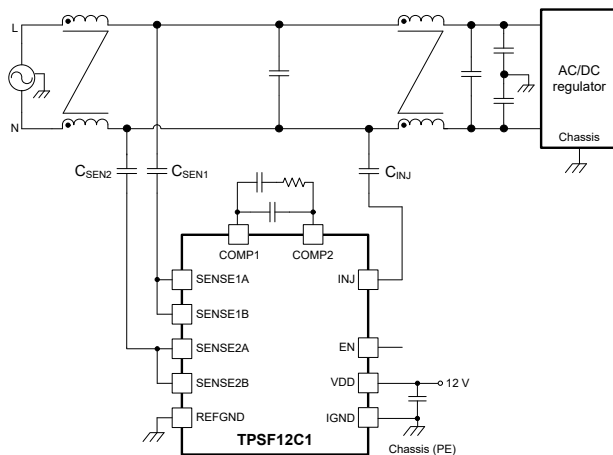 L
N
AC/DC
regulator
Chassis
CSEN2
CSEN1
CINJ
COMP1
COMP2
SENSE1A
INJ
SENSE1B
SENSE2A
EN
SENSE2B
VDD
12 V
REFGND
IGND
TPSF12C1
Chassis (PE)